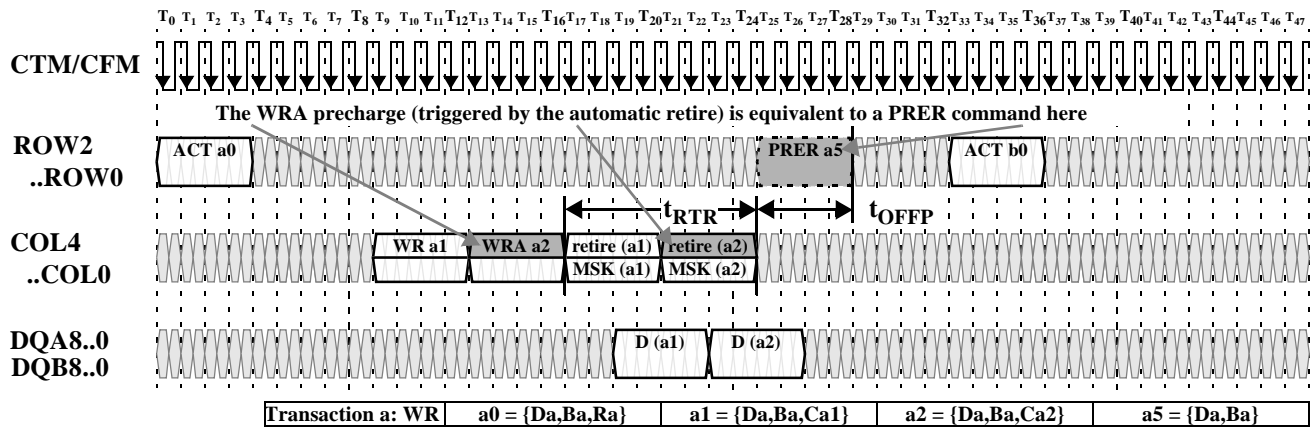 T0 T1 T2 T3 T4 T5 T6 T7 T8 T9 T10 T11 T12 T13 T14 T15 T16 T17 T18 T19 T20 T21 T22 T23 T24 T25 T26 T27 T28 T29 T30 T31 T32 T33 T34 T35 T36 T37 T38 T39 T40 T41 T42 T43 T44 T45 T46 T47
CTM/CFM
The WRA precharge (triggered by the automatic retire) is equivalent to a PRER command here
ROW2
..ROW0
ACT a0
PRER a5
ACT b0
tRTR
tOFFP
COL4
..COL0
WR a1
WRA a2
retire (a1)
retire (a2)
MSK (a1)
MSK (a2)
DQA8..0
DQB8..0
D (a1)
D (a2)
Transaction a: WR
a0 = {Da,Ba,Ra}
a1 = {Da,Ba,Ca1}
a2 = {Da,Ba,Ca2}
a5 = {Da,Ba}